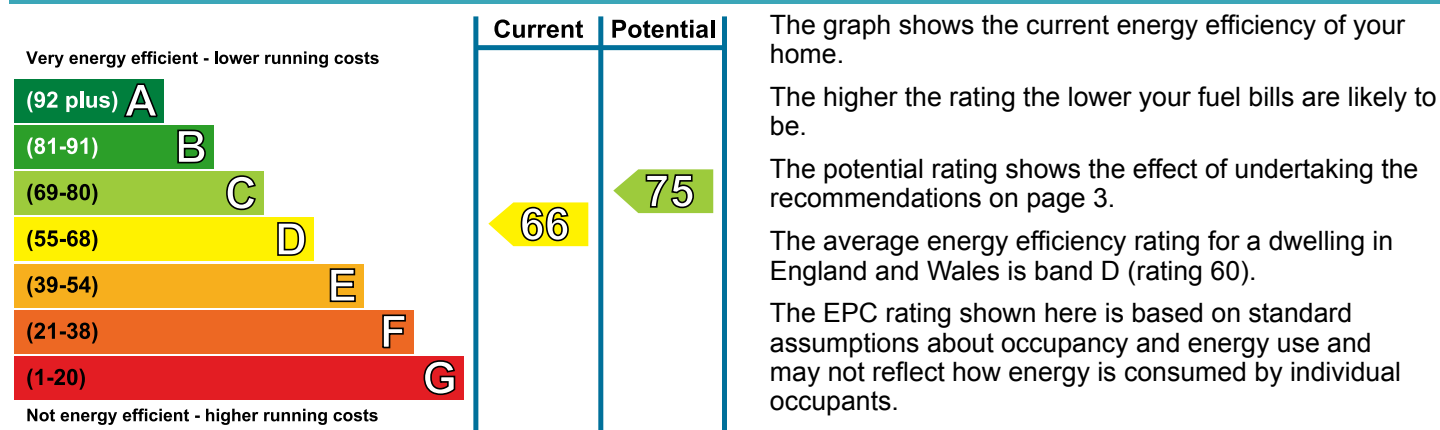 Current Potential
Very energy efficient - lower running costs
(92 plus) A
(81-91) B
(69-80) C
(55-68) D
(39-54) E
(21-38) F
(1-20) G
Not energy efficient - higher running costs
66
75
The graph shows the current energy efficiency of your
home.
The higher the rating the lower your fuel bills are likely to
be.
The potential rating shows the effect of undertaking the
recommendations on page 3.
The average energy efficiency rating for a dwelling in
England and Wales is band D (rating 60).
The EPC rating shown here is based on standard
assumptions about occupancy and energy use and
may not reflect how energy is consumed by individual
occupants.